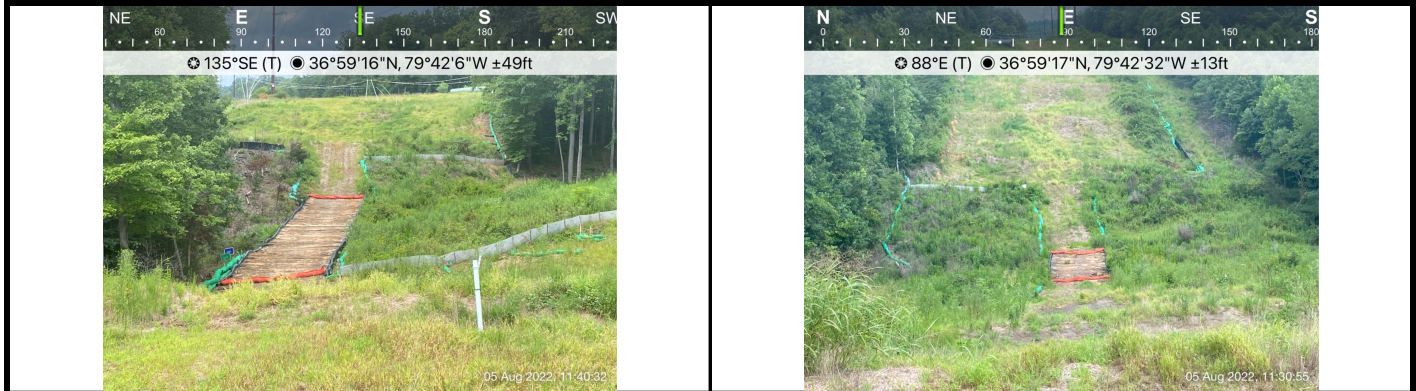 NE E SE S SW
60 90 120 150 180 210
135°SE (T) 36°59'16"N, 79°42'6"W ±49ft
05 Aug 2022, 11:40:32
N NE E SE S
0 30 60 90 120 150 180
88°E (T) 36°59'17"N, 79°42'32"W ±13ft
05 Aug 2022, 11:30:55